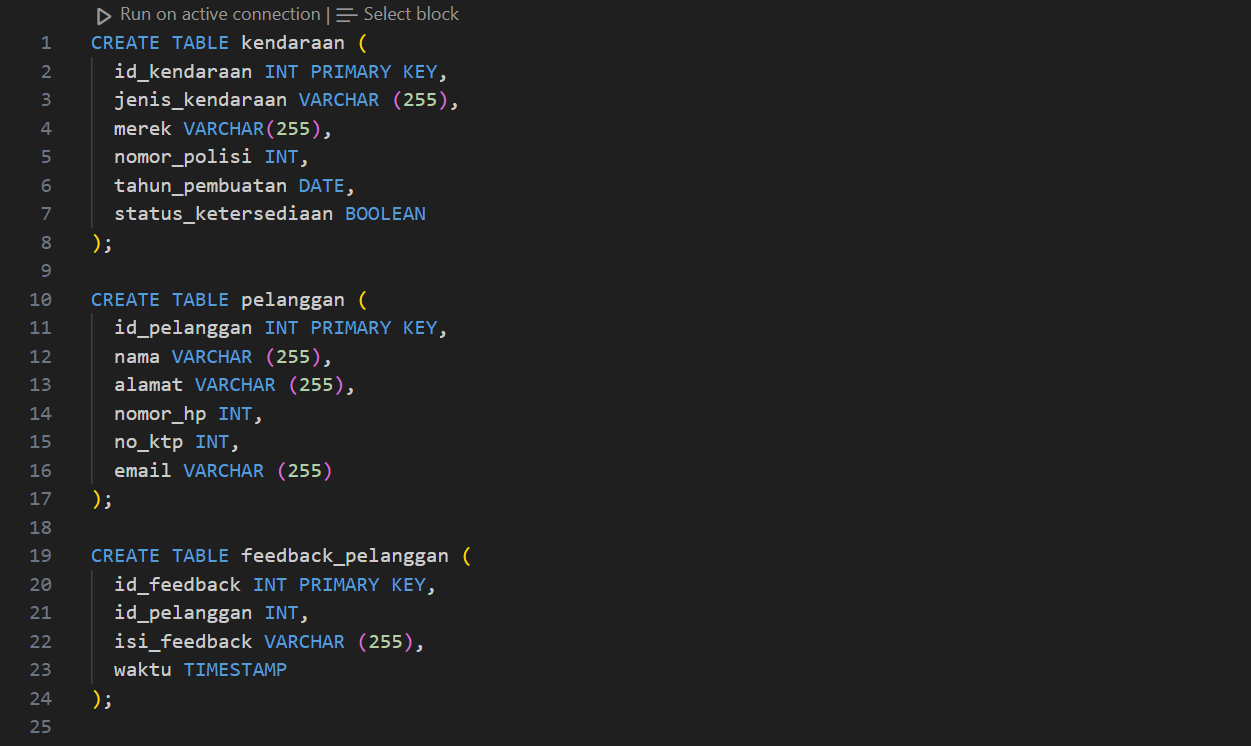 Run on active connection | Select block
1 CREATE TABLE kendaraan (
2 id_kendaraan INT PRIMARY KEY,
3 jenis_kendaraan VARCHAR (255),
4 merek VARCHAR(255),
5 nomor_polisi INT,
6 tahun_pembuatan DATE,
7 status_ketersediaan BOOLEAN
8 );
9
10 CREATE TABLE pelanggan (
11 id_pelanggan INT PRIMARY KEY,
12 nama VARCHAR (255),
13 alamat VARCHAR (255),
14 nomor_hp INT,
15 no_ktp INT,
16 email VARCHAR (255)
17 );
18
19 CREATE TABLE feedback_pelanggan (
20 id_feedback INT PRIMARY KEY,
21 id_pelanggan INT,
22 isi_feedback VARCHAR (255),
23 waktu TIMESTAMP
24 );
25